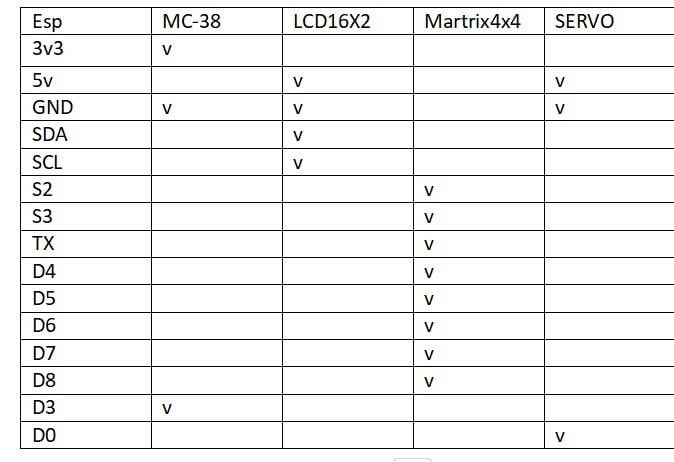 Esp MC-38 LCD16X2 Martrix4x4 SERVO
3v3 v
5v v v
GND v v v
SDA v
SCL v
S2 v
S3 v
TX v
D4 v
D5 v
D6 v
D7 v
D8 v
D3 v
D0 v